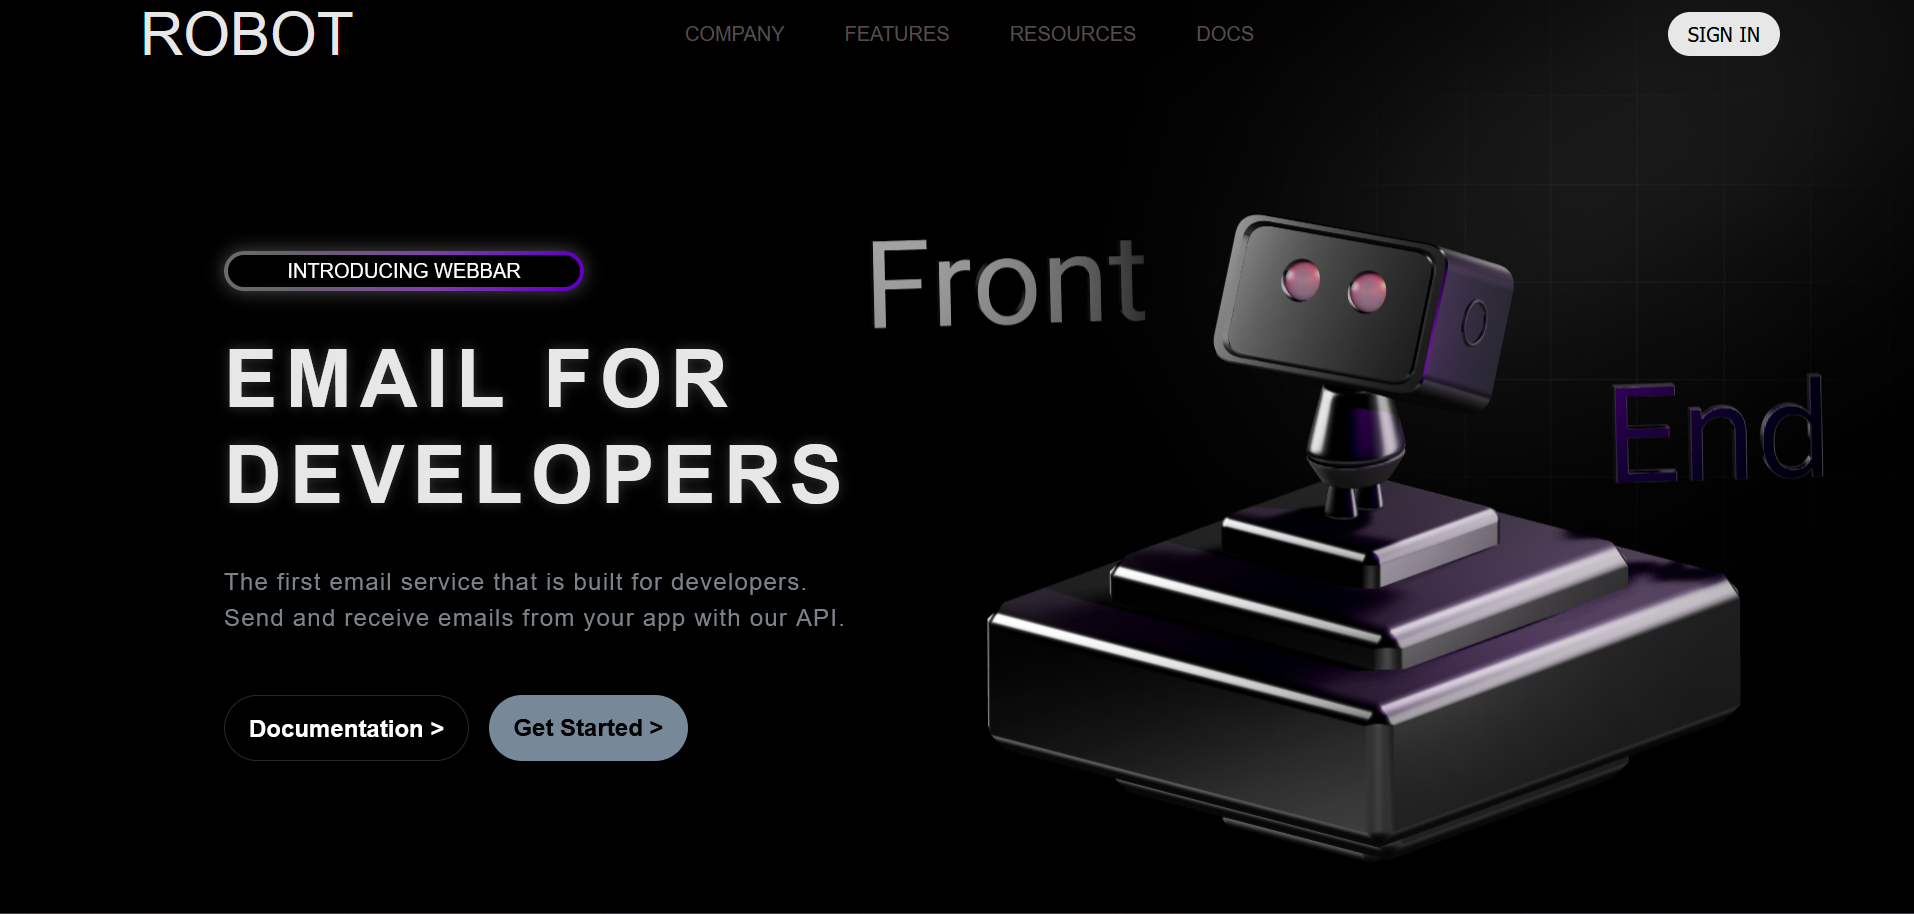 ROBOT
COMPANY
FEATURES
RESOURCES
DOCS
SIGN IN
INTRODUCING WEBBAR
EMAIL FOR
DEVELOPERS
The first email service that is built for developers.
Send and receive emails from your app with our API.
Documentation >
Get Started >
Front
End